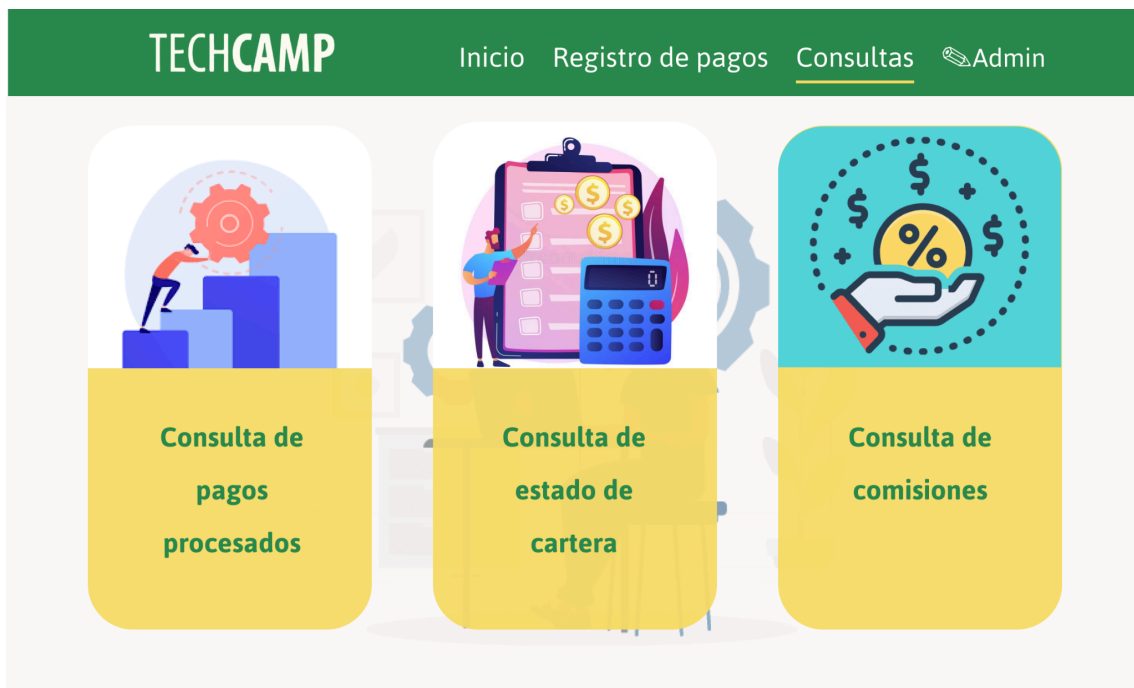 TECHCAMP
Inicio Registro de pagos Consultas ✎Admin
$ $ $ $
0
$ $ $
%
Consulta de
pagos
procesados
Consulta de
estado de
cartera
Consulta de
comisiones